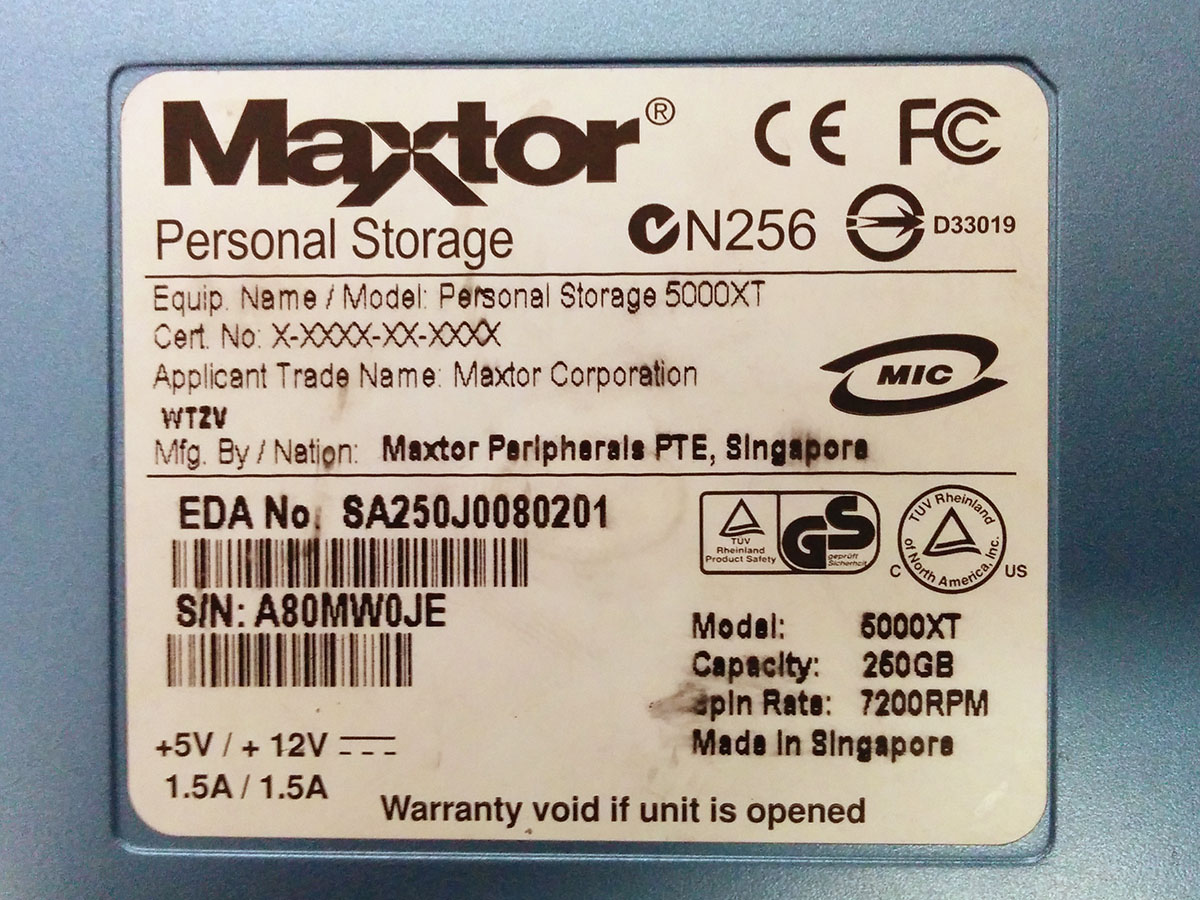 Maxtor®
CE FC
Personal Storage
N256
D33019
Equip. Name / Model: Personal Storage 5000XT
Cert. No: X-XXXX-XX-XXXX
Applicant Trade Name: Maxtor Corporation
MIC
WTZV
Mfg. By / Nation: Maxtor Peripherals PTE, Singapore
EDA No. SA250J0080201
TÜV
Rheinland
Product Safety
GS
geprüft
Sicherheit
TÜV Rheinland
of North America, Inc.
C US
S/N: A80MW0JE
Model: 5000XT
Capacity: 250GB
Spin Rate: 7200RPM
Made in Singapore
+5V / + 12V
1.5A / 1.5A
Warranty void if unit is opened